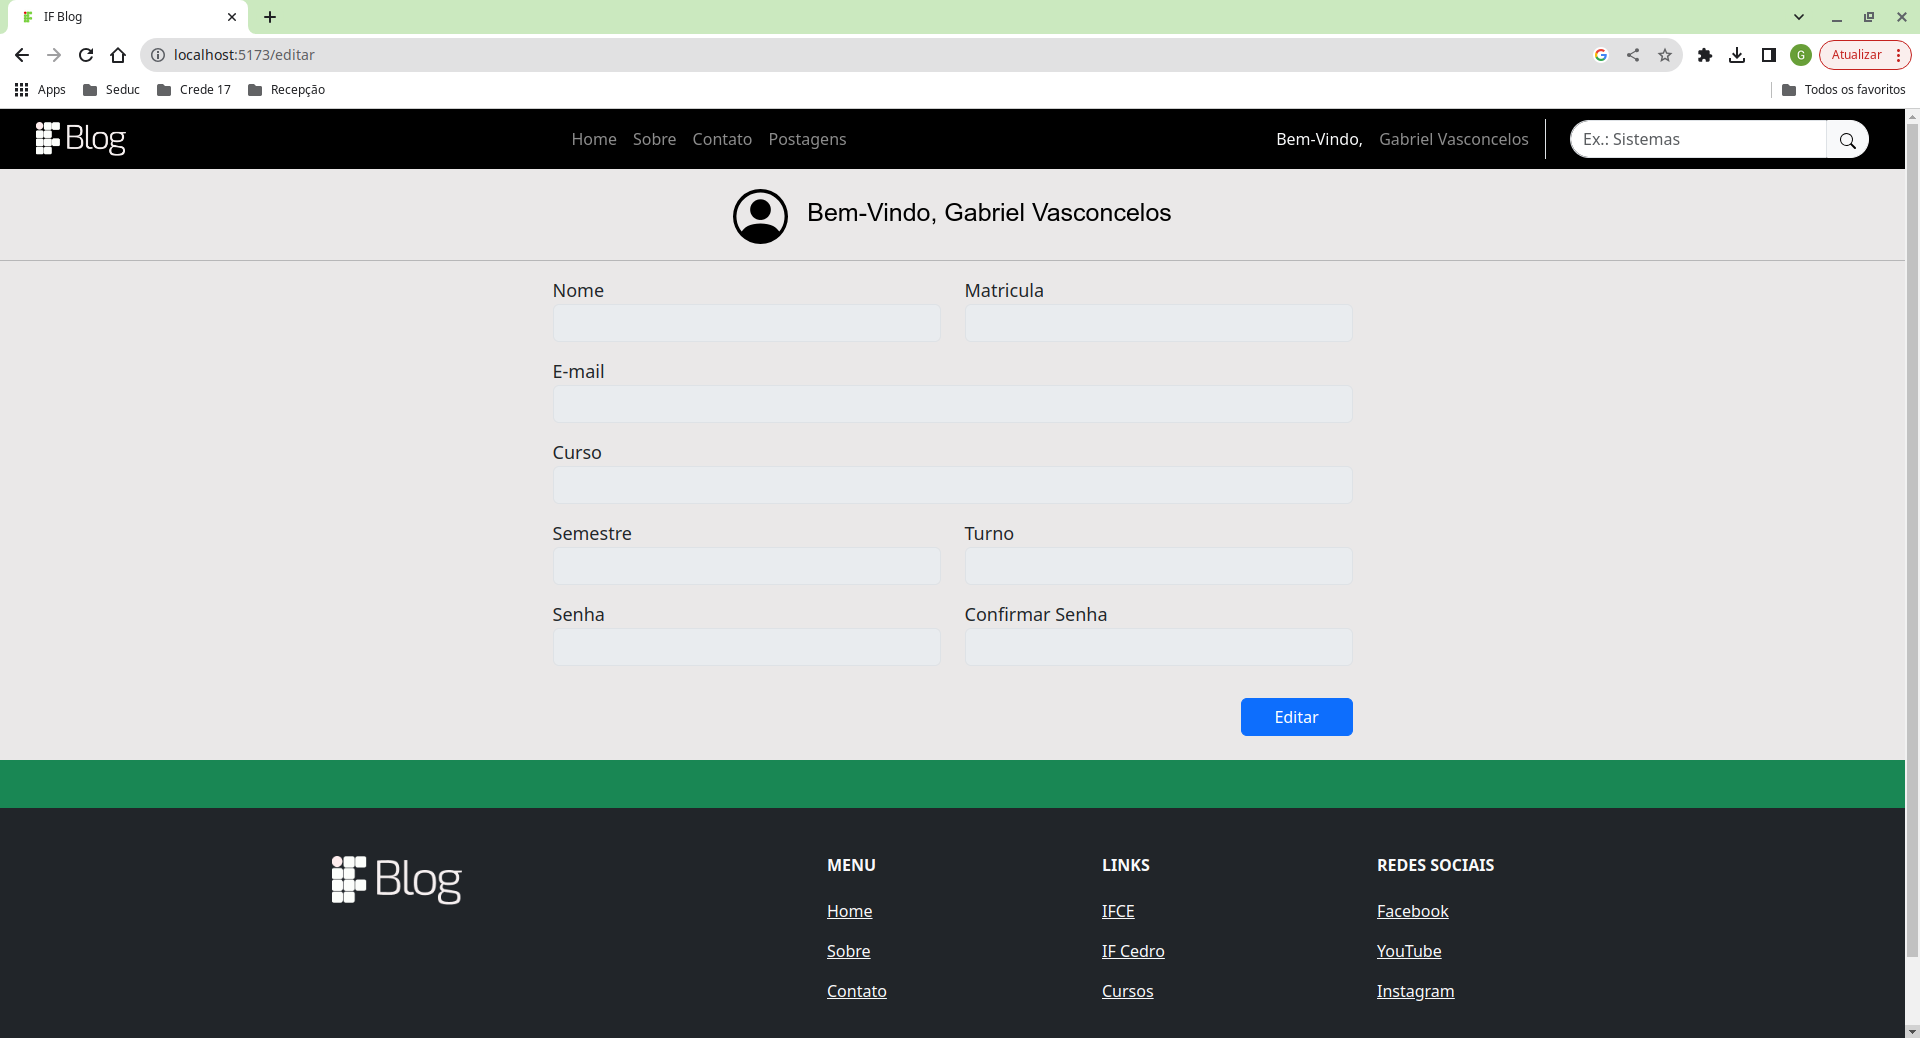 IF Blog
localhost:5173/editar
G
Atualizar
Apps Seduc Crede 17 Recepção Todos os favoritos
IF Blog Home Sobre Contato Postagens Bem-Vindo, Gabriel Vasconcelos Ex.: Sistemas
Bem-Vindo, Gabriel Vasconcelos
Nome Matricula
E-mail
Curso
Semestre Turno
Senha Confirmar Senha
Editar
IF Blog MENU LINKS REDES SOCIAIS
Home IFCE Facebook
Sobre IF Cedro YouTube
Contato Cursos Instagram